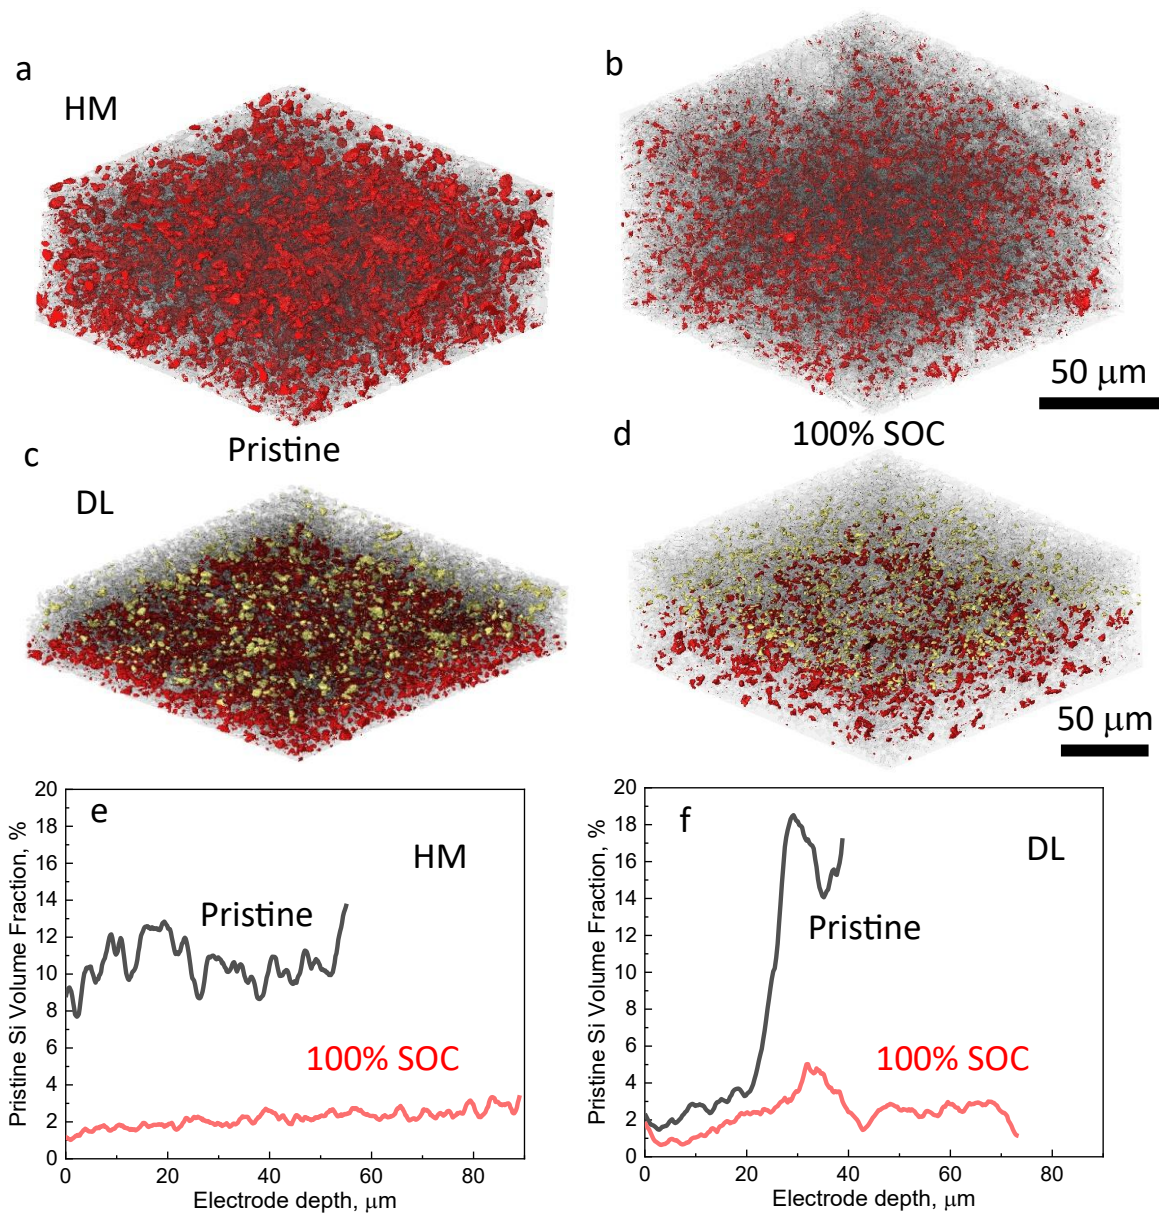 a
HM
b
50 μm
Pristine
100% SOC
c
DL
d
50 μm
e
HM
Pristine
100% SOC
Pristine Si Volume Fraction, %
20
18
16
14
12
10
8
6
4
2
0
0
20
40
60
80
Electrode depth, μm
f
DL
Pristine
100% SOC
Pristine Si Volume Fraction, %
20
18
16
14
12
10
8
6
4
2
0
0
20
40
60
80
Electrode depth, μm